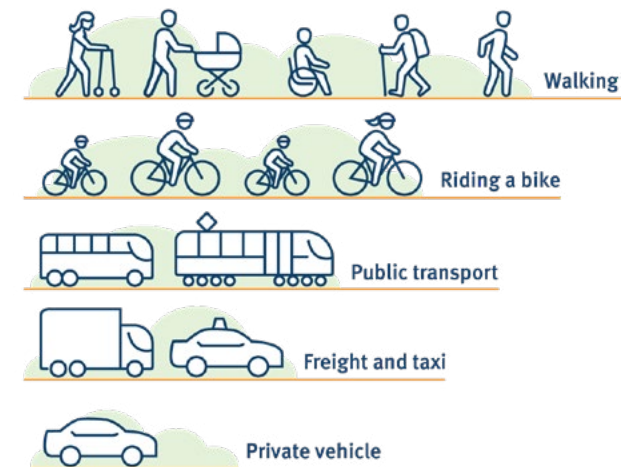 Walking
Riding a bike
Public transport
Freight and taxi
Private vehicle